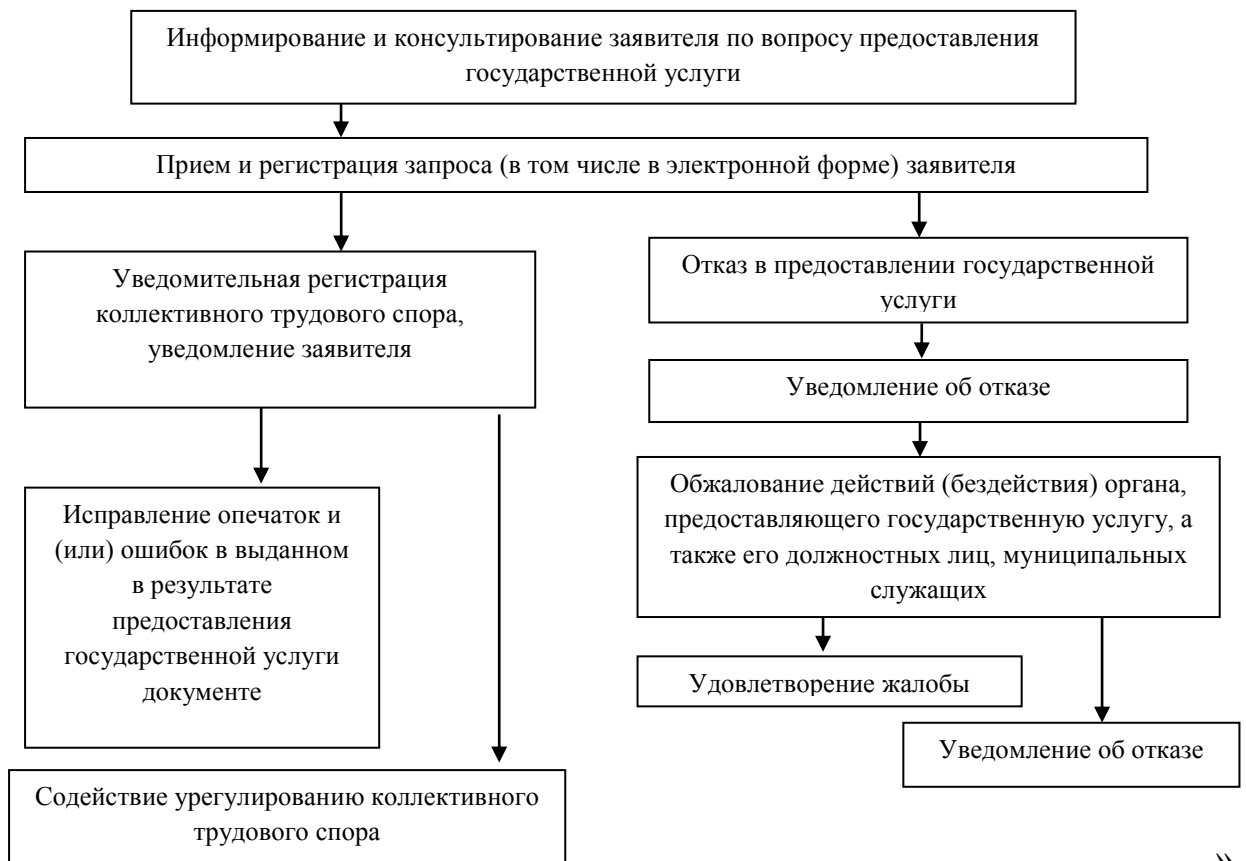 Информирование и консультирование заявителя по вопросу предоставления
государственной услуги
Прием и регистрация запроса (в том числе в электронной форме) заявителя
Уведомительная регистрация
коллективного трудового спора,
уведомление заявителя
Исправление опечаток и
(или) ошибок в выданном
в результате
предоставления
государственной услуги
документе
Содействие урегулированию коллективного
трудового спора
Отказ в предоставлении государственной
услуги
Уведомление об отказе
Обжалование действий (бездействия) органа,
предоставляющего государственную услугу, а
также его должностных лиц, муниципальных
служащих
Удовлетворение жалобы
Уведомление об отказе
»